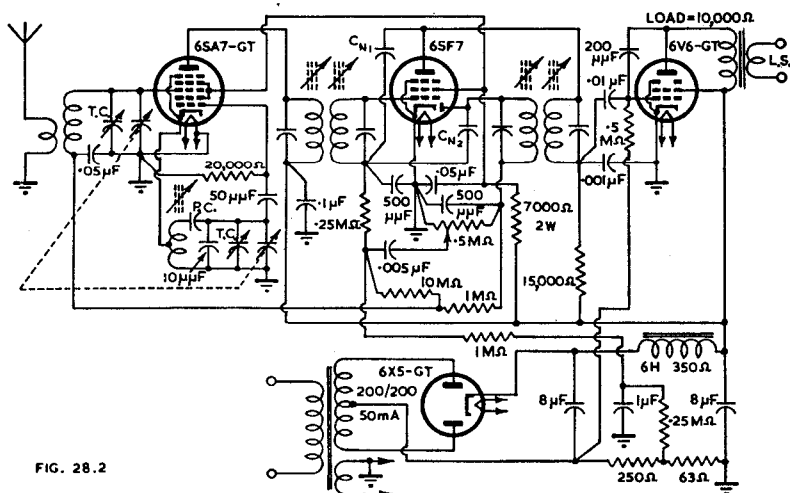 LOAD=10,000Ω
6SA7-GT
C N1
6SF7
200 μμF
6V6-GT
L.S.
.01μF
T.C.
C N2
.5 MΩ
.05μF
20,000Ω
.05μF
.001μF
50μμF
.1μF
500 μμF
500 μμF
7000Ω 2W
P.C.
.25MΩ
T.C.
.5MΩ
.005μF
15,000Ω
10μμF
10MΩ
1MΩ
1MΩ
6H 350Ω
6X5-GT
200/200
50mA
8μF
.1μF
8μF
.25MΩ
FIG. 28.2
250Ω
63Ω